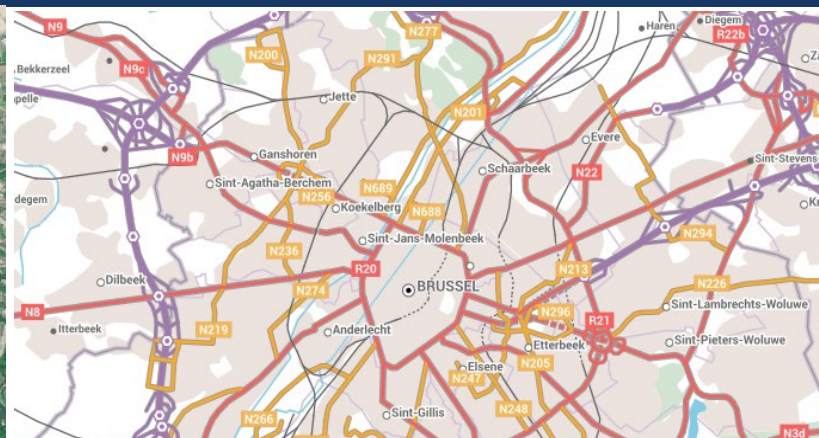 N9
N277
Diegem
Haren
R22b
N200
N291
Bekkerzeel
N9c
Jette
N201
Evere
N9b
Ganshoren
Schaarbeek
Sint-Stevens
N22
Sint-Agatha-Berchem
N689
N256
Koekelberg
N688
N294
N236
Sint-Jans-Molenbeek
R20
N213
Dilbeek
N274
BRUSSEL
N226
N8
N296
Sint-Lambrechts-Woluwe
Itterbeek
N219
Anderlecht
R21
Etterbeek
Sint-Pieters-Woluwe
N205
Elsene
N247
N266
Sint-Gillis
N248
N3d